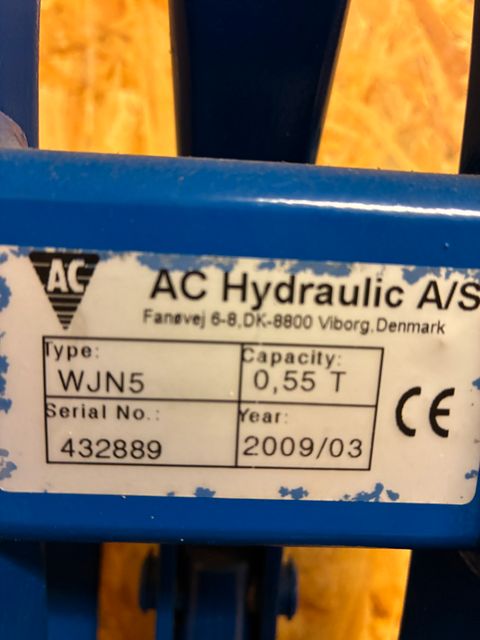 AC AC Hydraulic A/S
Fanøvej 6-8,DK-8800 Viborg,Denmark
Type: Capacity:
WJN5 0,55 T
Serial No.: Year:
432889 2009/03
CE